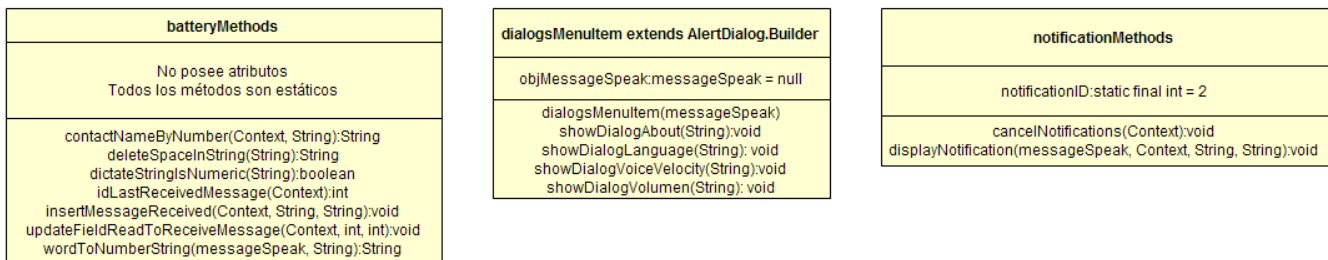 batteryMethods
No posee atributos
Todos los métodos son estáticos
contactNameByNumber(Context, String):String
deleteSpaceInString(String):String
dictateStringIsNumeric(String):boolean
idLastReceivedMessage(Context):int
insertMessageReceived(Context, String, String):void
updateFieldReadToReceiveMessage(Context, int, int):void
wordToNumberString(messageSpeak, String):String
dialogsMenuItem extends AlertDialog.Builder
objMessageSpeak:messageSpeak = null
dialogsMenuItem(messageSpeak)
showDialogAbout(String):void
showDialogLanguage(String): void
showDialogVoiceVelocity(String):void
showDialogVolumen(String): void
notificationMethods
notificationID:static final int = 2
cancelNotifications(Context):void
displayNotification(messageSpeak, Context, String, String):void